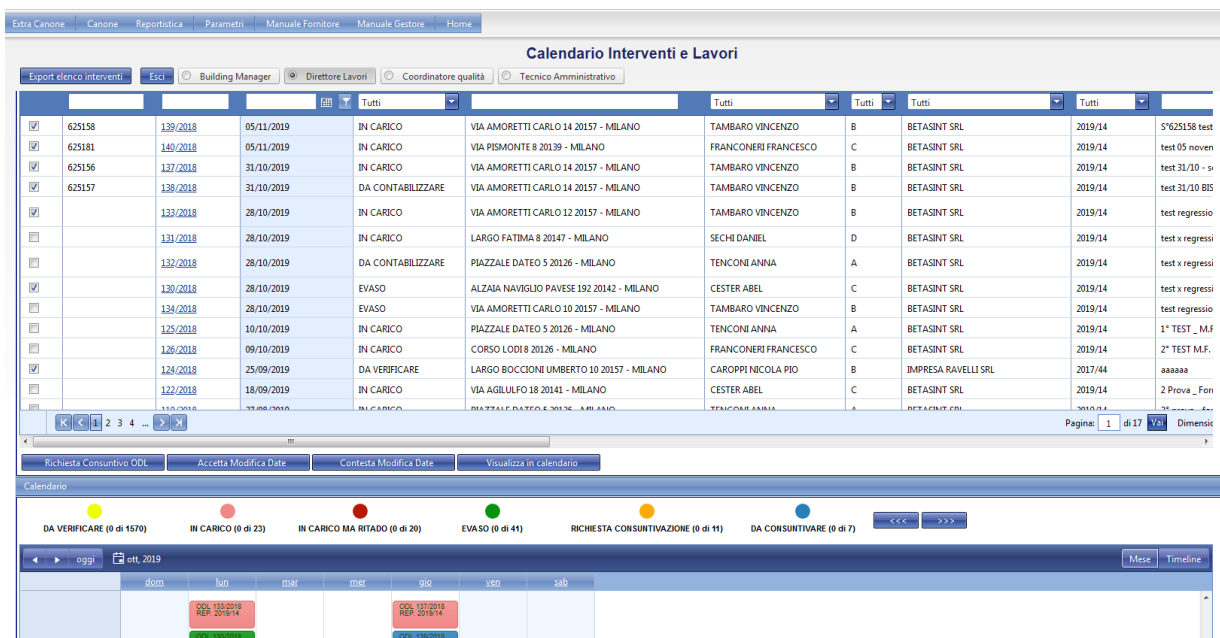 Extra Canone Canone Reportistica Parametri Manuale Fornitore Manuale Gestore Home
Calendario Interventi e Lavori
Export elenco interventi Esci Building Manager Direttore Lavori Coordinatore qualità Tecnico Amministrativo
Tutti Tutti Tutti Tutti Tutti
625158 139/2018 05/11/2019 IN CARICO VIA AMORETTI CARLO 14 20157 - MILANO TAMBARO VINCENZO B BETASINT SRL 2019/14 S°625158 test
625181 140/2018 05/11/2019 IN CARICO VIA PISMONTE 8 20139 - MILANO FRANCONERI FRANCESCO C BETASINT SRL 2019/14 test 05 noven
625156 137/2018 31/10/2019 IN CARICO VIA AMORETTI CARLO 14 20157 - MILANO TAMBARO VINCENZO B BETASINT SRL 2019/14 test 31/10 - s
625157 138/2018 31/10/2019 DA CONTABILIZZARE VIA AMORETTI CARLO 14 20157 - MILANO TAMBARO VINCENZO B BETASINT SRL 2019/14 test 31/10 BIS
133/2018 28/10/2019 IN CARICO VIA AMORETTI CARLO 12 20157 - MILANO TAMBARO VINCENZO B BETASINT SRL 2019/14 test regressio
131/2018 28/10/2019 IN CARICO LARGO FATIMA 8 20147 - MILANO SECHI DANIEL D BETASINT SRL 2019/14 test x regressi
132/2018 28/10/2019 DA CONTABILIZZARE PIAZZALE DATEO 5 20126 - MILANO TENCONI ANNA A BETASINT SRL 2019/14 test x regressi
130/2018 28/10/2019 EVASO ALZAIA NAVIGLIO PAVESE 192 20142 - MILANO CESTER ABEL C BETASINT SRL 2019/14 test x regressi
134/2018 28/10/2019 EVASO VIA AMORETTI CARLO 10 20157 - MILANO TAMBARO VINCENZO B BETASINT SRL 2019/14 test regressio
125/2018 10/10/2019 IN CARICO PIAZZALE DATEO 5 20126 - MILANO TENCONI ANNA A BETASINT SRL 2019/14 1° TEST _ M.F
126/2018 09/10/2019 IN CARICO CORSO LODI 8 20126 - MILANO FRANCONERI FRANCESCO C BETASINT SRL 2019/14 2° TEST M.F.
124/2018 25/09/2019 DA VERIFICARE LARGO BOCCIONI UMBERTO 10 20157 - MILANO CAROPPI NICOLA PIO B IMPRESA RAVELLI SRL 2017/44 aaaaaa
122/2018 18/09/2019 IN CARICO VIA AGILULFO 18 20141 - MILANO CESTER ABEL C BETASINT SRL 2019/14 2 Prova _ Forn
1 2 3 4 ... Pagina: 1 di 17 Vai Dimensic
Richiesta Consuntivo ODL Accetta Modifica Date Contesta Modifica Date Visualizza in calendario
Calendario
DA VERIFICARE (0 di 1570) IN CARICO (0 di 23) IN CARICO MA RITADO (0 di 20) EVASO (0 di 41) RICHIESTA CONSUNTIVAZIONE (0 di 11) DA CONSUNTIVARE (0 di 7) <<< >>>
oggi ott, 2019 Mese Timeline
dom lun mar mer gio ven sab
ODL 133/2018 ODL 137/2018
REP. 2019/14 REP. 2019/14